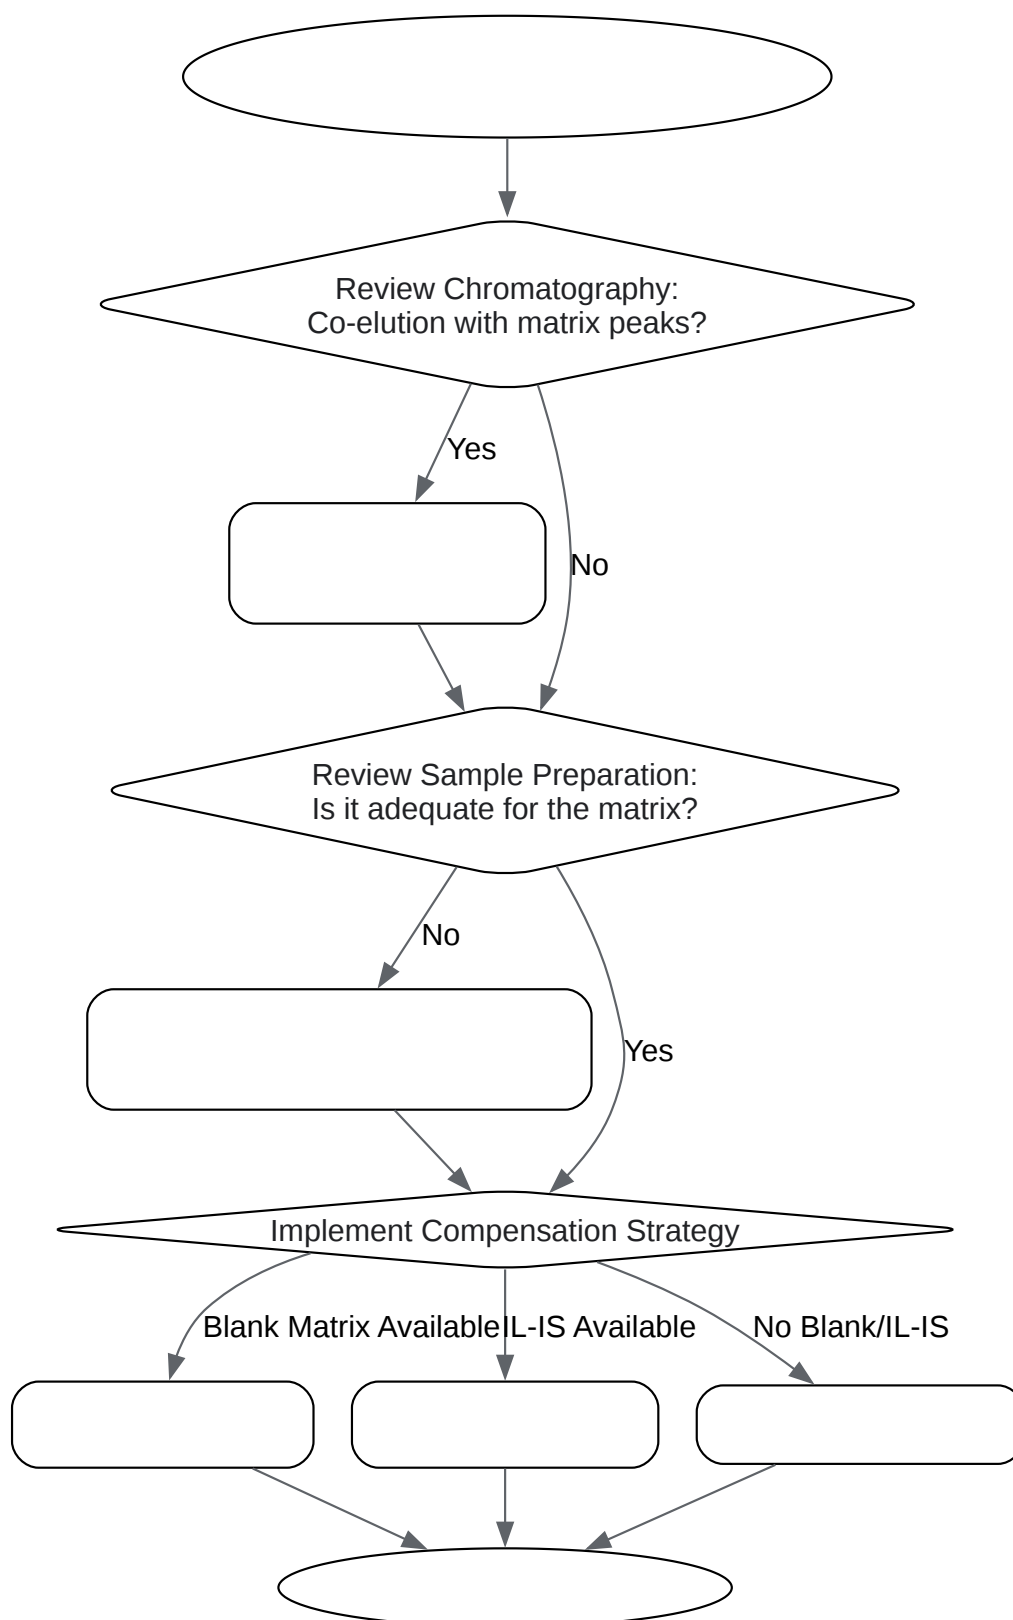 Review Chromatography:
Co-elution with matrix peaks?
Yes
No
Review Sample Preparation:
Is it adequate for the matrix?
No
Yes
Implement Compensation Strategy
Blank Matrix Available
IL-IS Available
No Blank/IL-IS